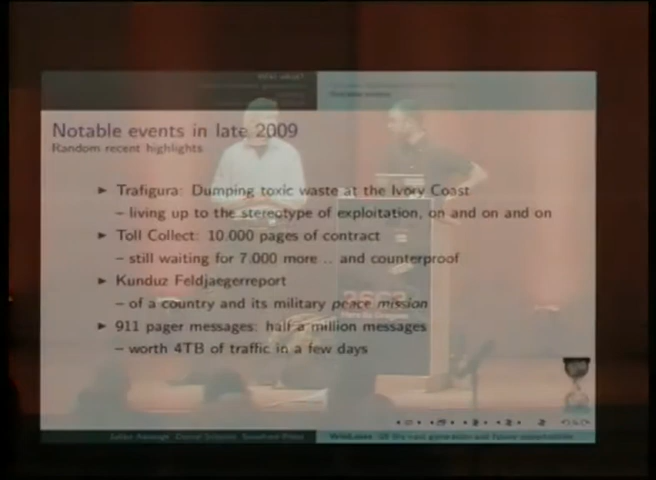 Notable events in late 2009
Random recent highlights
► Trafigura: Dumping toxic waste at the Ivory Coast
– living up to the stereotype of exploitation, on and on and on
► Toll Collect: 10.000 pages of contract
– still waiting for 7.000 more .. and counterproof
► Kunduz Feldjaegerreport
– of a country and its military peace mission
► 911 pager messages: half a million messages
– worth 4TB of traffic in a few days